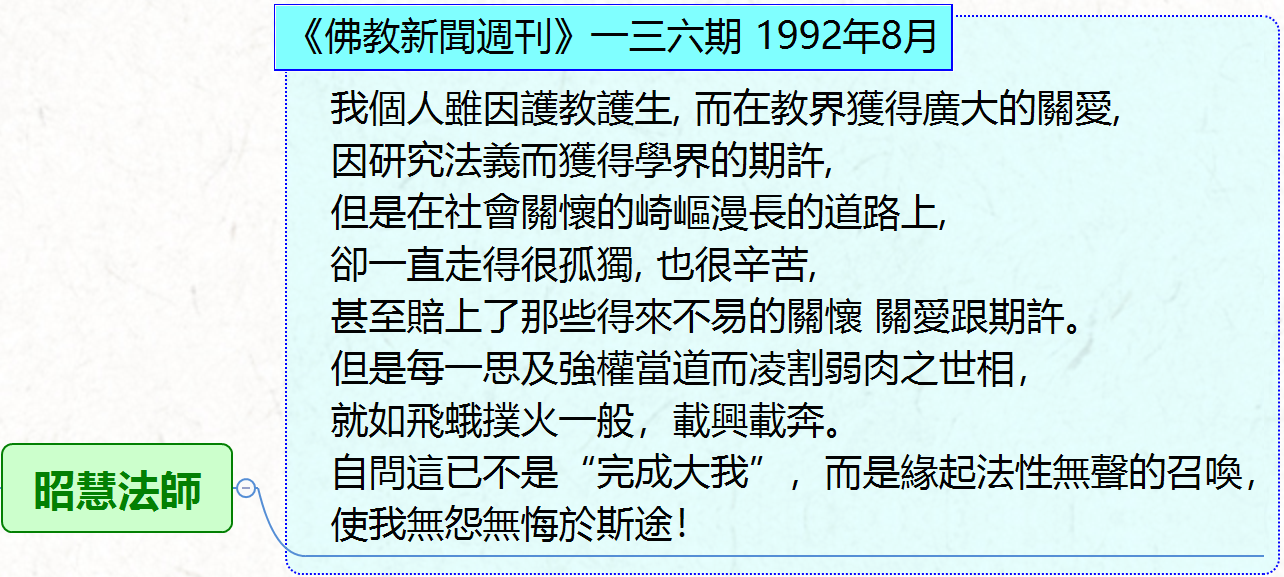 《佛教新聞週刊》一三六期 1992年8月
我個人雖因護教護生, 而在教界獲得廣大的關愛,
因研究法義而獲得學界的期許,
但是在社會關懷的崎嶇漫長的道路上,
卻一直走得很孤獨, 也很辛苦,
甚至賠上了那些得來不易的關懷 關愛跟期許。
但是每一思及強權當道而凌割弱肉之世相，
就如飛蛾撲火一般，載興載奔。
自問這已不是“完成大我”，而是緣起法性無聲的召喚，
使我無怨無悔於斯途！
昭慧法師